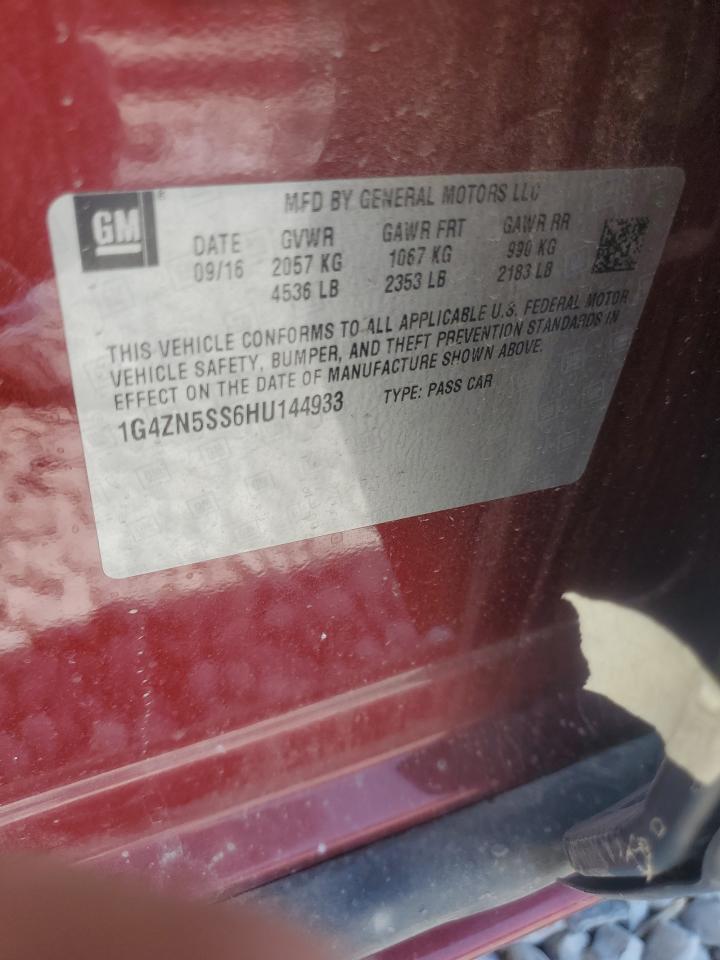 GM
MFD BY GENERAL MOTORS LLC
DATE GVWR GAWR FRT GAWR RR
09/16 2057 KG 1067 KG 990 KG
4536 LB 2353 LB 2183 LB
THIS VEHICLE CONFORMS TO ALL APPLICABLE U.S. FEDERAL MOTOR
VEHICLE SAFETY, BUMPER, AND THEFT PREVENTION STANDARDS IN
EFFECT ON THE DATE OF MANUFACTURE SHOWN ABOVE.
1G4ZN5SS6HU144933 TYPE: PASS CAR